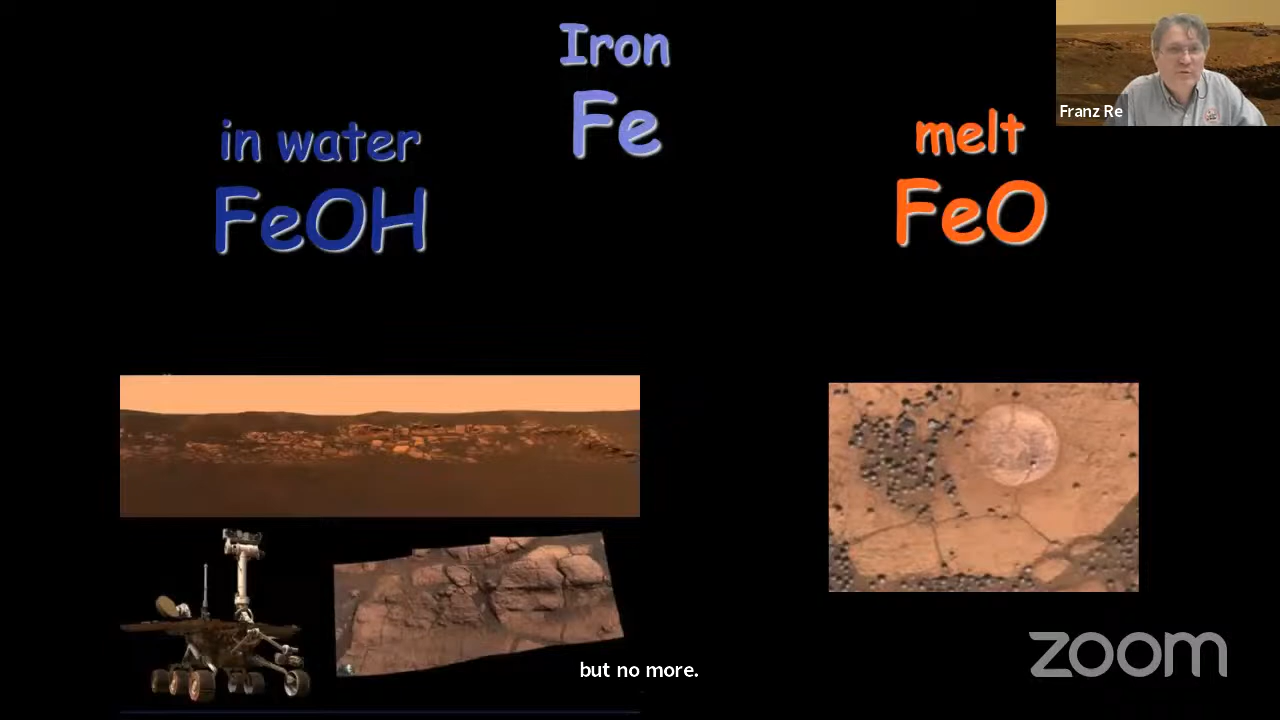 Iron
Fe
in water
FeOH
melt
FeO
Franz Re
but no more.
zoom